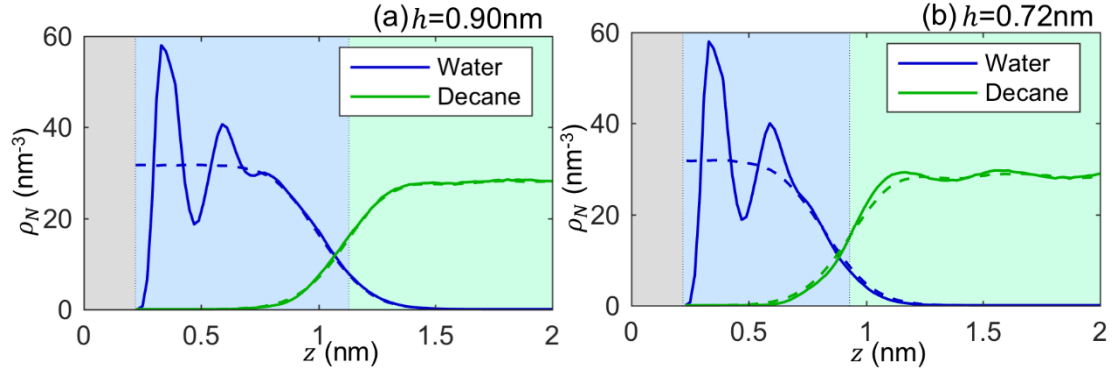 (a) h=0.90nm
60
40
20
0
ρN (nm-3)
Water
Decane
0
0.5
1
1.5
2
z (nm)
(b) h=0.72nm
60
40
20
0
ρN (nm-3)
Water
Decane
0
0.5
1
1.5
2
z (nm)